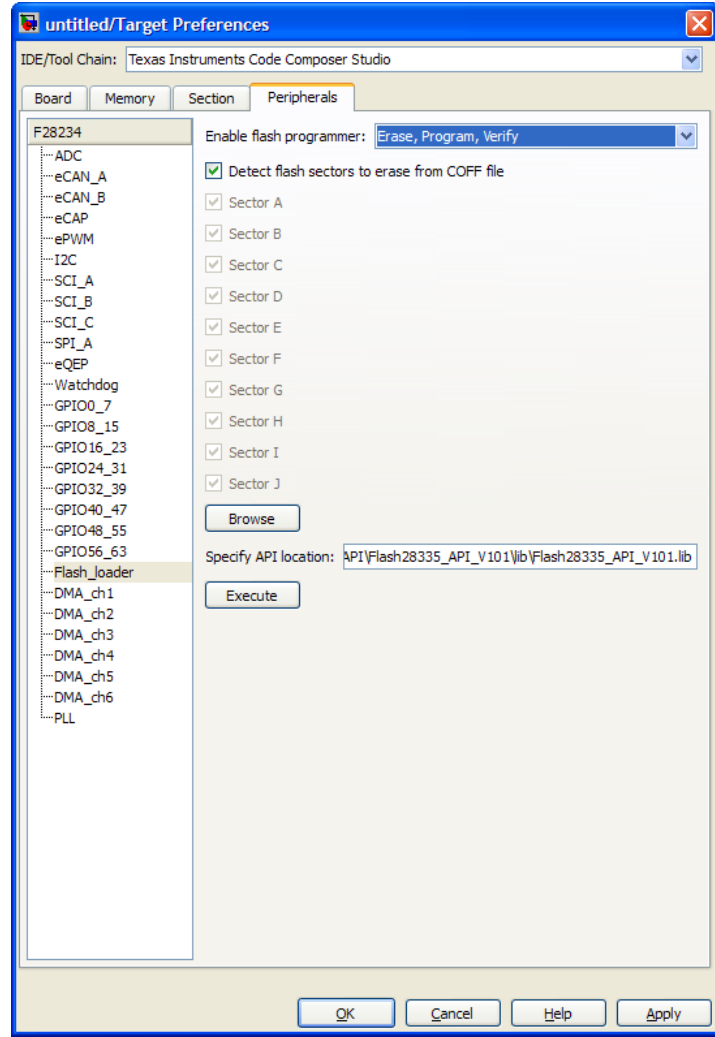 untitled/Target Preferences
IDE/Tool Chain: Texas Instruments Code Composer Studio
Board Memory Section Peripherals
F28234
ADC
eCAN_A
eCAN_B
eCAP
ePWM
I2C
SCI_A
SCI_B
SCI_C
SPI_A
eQEP
Watchdog
GPIO0_7
GPIO8_15
GPIO16_23
GPIO24_31
GPIO32_39
GPIO40_47
GPIO48_55
GPIO56_63
Flash_loader
DMA_ch1
DMA_ch2
DMA_ch3
DMA_ch4
DMA_ch5
DMA_ch6
PLL
Enable flash programmer: Erase, Program, Verify
Detect flash sectors to erase from COFF file
Sector A
Sector B
Sector C
Sector D
Sector E
Sector F
Sector G
Sector H
Sector I
Sector J
Browse
Specify API location: API\Flash28335_API_V101\lib\Flash28335_API_V101.lib
Execute
OK Cancel Help Apply